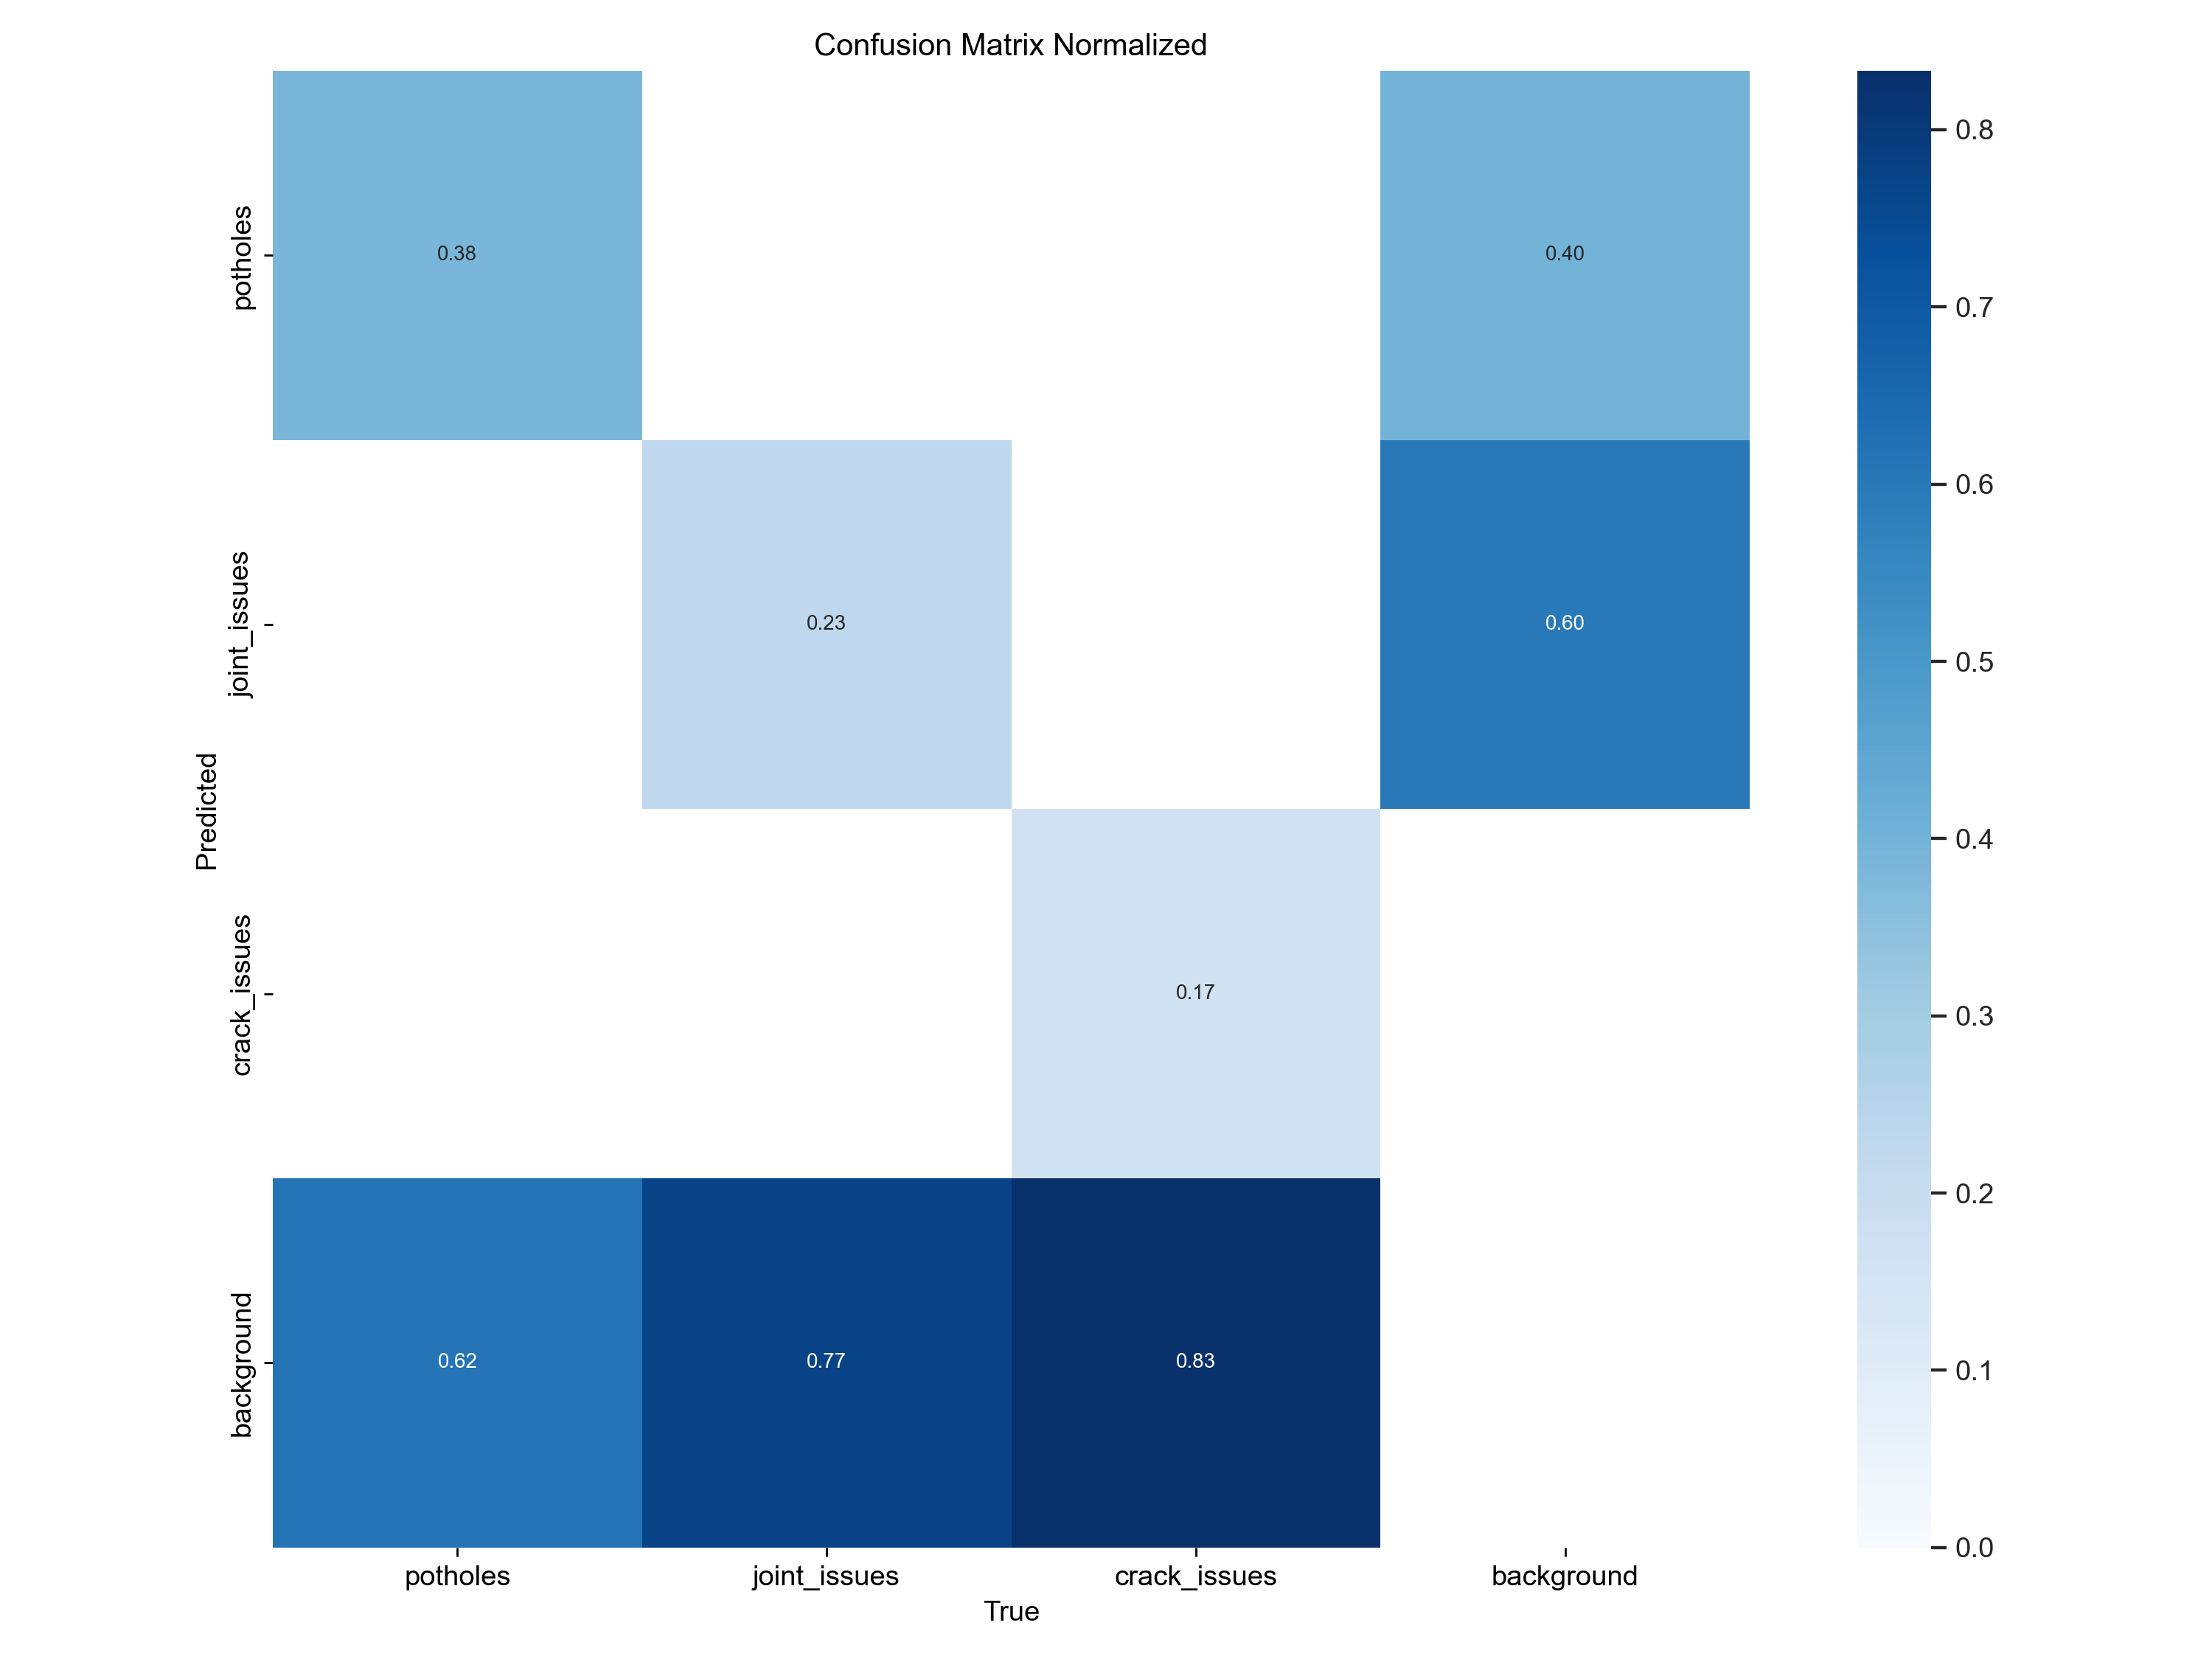 Confusion Matrix Normalized
potholes
0.38
0.40
0.8
0.7
joint_issues
0.23
0.60
0.6
0.5
Predicted
0.4
crack_issues
0.17
0.3
0.2
background
0.62
0.77
0.83
0.1
0.0
potholes
joint_issues
crack_issues
background
True